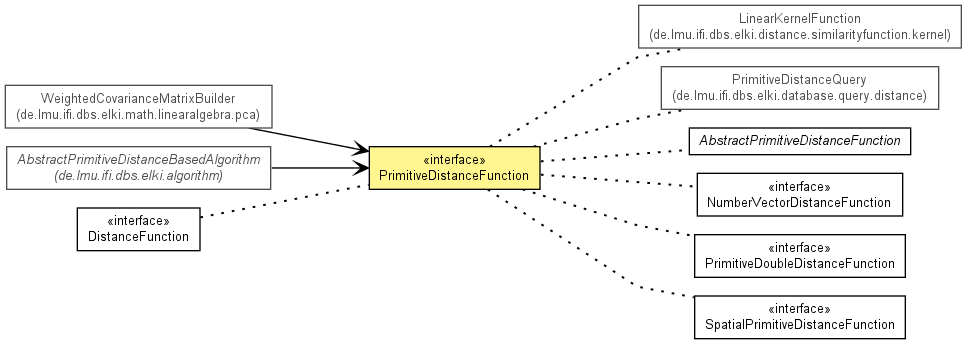 LinearKernelFunction
(de.lmu.ifi.dbs.elki.distance.similarityfunction.kernel)
PrimitiveDistanceQuery
(de.lmu.ifi.dbs.elki.database.query.distance)
WeightedCovarianceMatrixBuilder
(de.lmu.ifi.dbs.elki.math.linearalgebra.pca)
AbstractPrimitiveDistanceBasedAlgorithm
(de.lmu.ifi.dbs.elki.algorithm)
«interface»
DistanceFunction
«interface»
PrimitiveDistanceFunction
AbstractPrimitiveDistanceFunction
«interface»
NumberVectorDistanceFunction
«interface»
PrimitiveDoubleDistanceFunction
«interface»
SpatialPrimitiveDistanceFunction